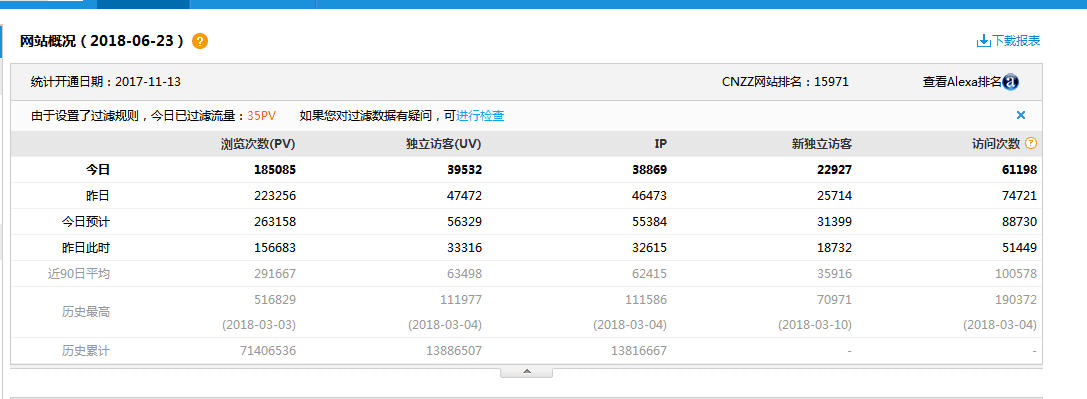 网站概况（2018-06-23） ?
下载报表
统计开通日期：2017-11-13 CNZZ网站排名：15971 查看Alexa排名 a
由于设置了过滤规则，今日已过滤流量：35PV 如果您对过滤数据有疑问，可进行检查 ×
浏览次数(PV) 独立访客(UV) IP 新独立访客 访问次数 ?
今日 185085 39532 38869 22927 61198
昨日 223256 47472 46473 25714 74721
今日预计 263158 56329 55384 31399 88730
昨日此时 156683 33316 32615 18732 51449
近90日平均 291667 63498 62415 35916 100578
历史最高 516829 111977 111586 70971 190372
(2018-03-03) (2018-03-04) (2018-03-04) (2018-03-10) (2018-03-04)
历史累计 71406536 13886507 13816667 - -